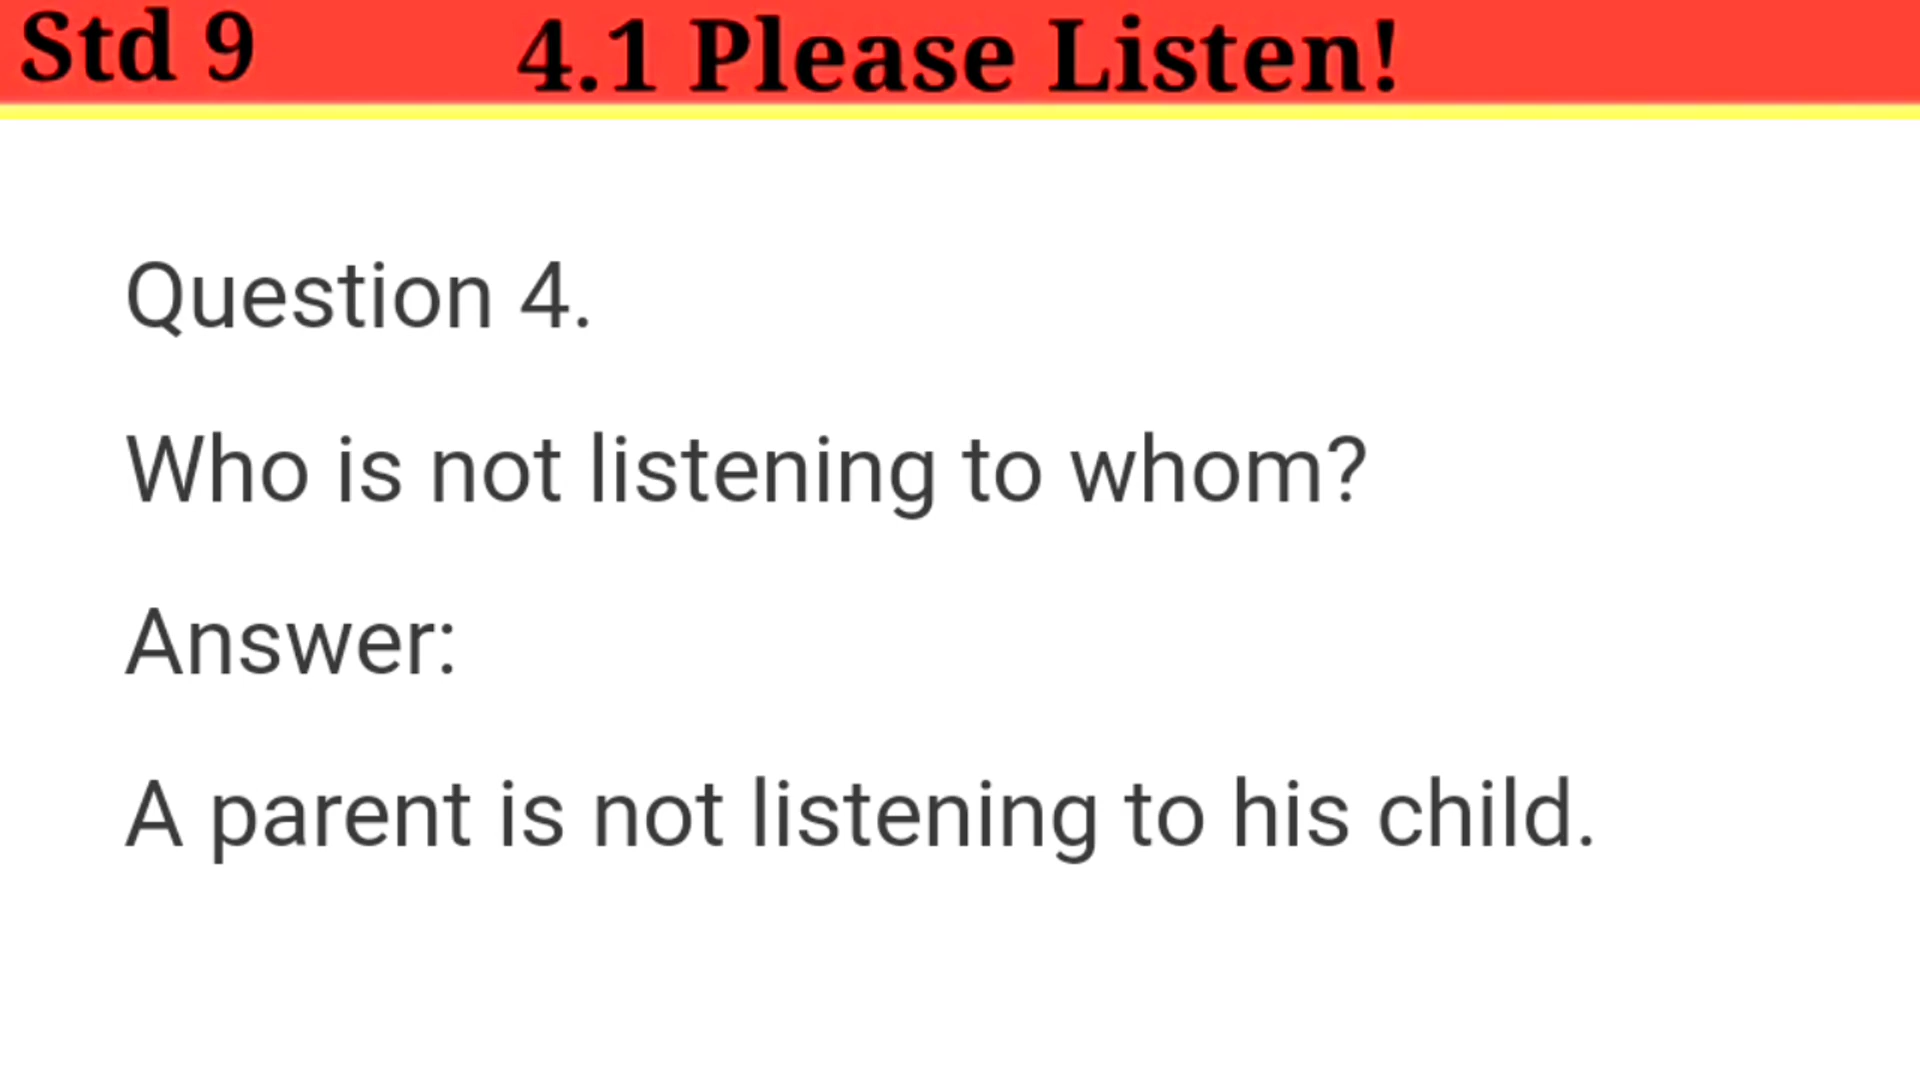 Std 9 4.1 Please Listen!
Question 4.
Who is not listening to whom?
Answer:
A parent is not listening to his child.